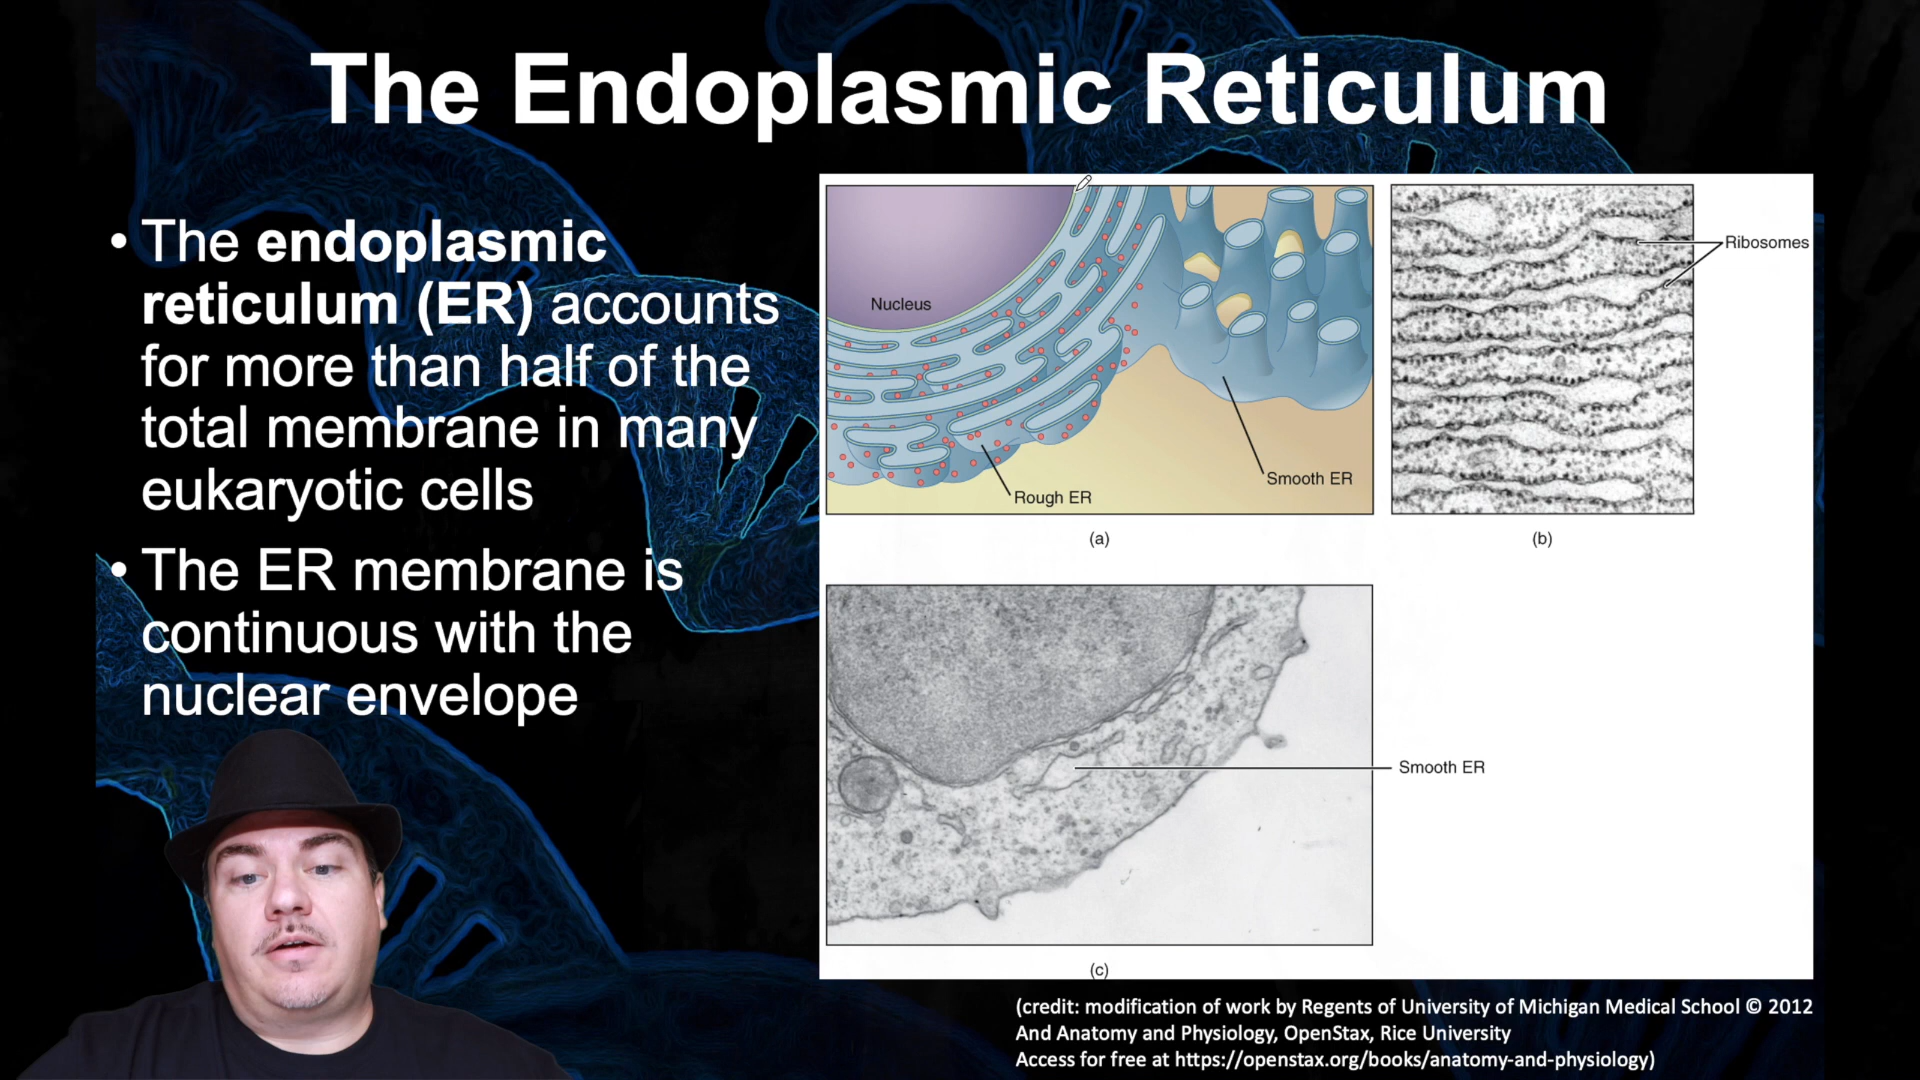 The Endoplasmic Reticulum
• The endoplasmic
reticulum (ER) accounts
for more than half of the
total membrane in many
eukaryotic cells
• The ER membrane is
continuous with the
nuclear envelope
Nucleus
Rough ER
Smooth ER
(a)
Ribosomes
(b)
Smooth ER
(c)
(credit: modification of work by Regents of University of Michigan Medical School © 2012
And Anatomy and Physiology, OpenStax, Rice University
Access for free at https://openstax.org/books/anatomy-and-physiology)